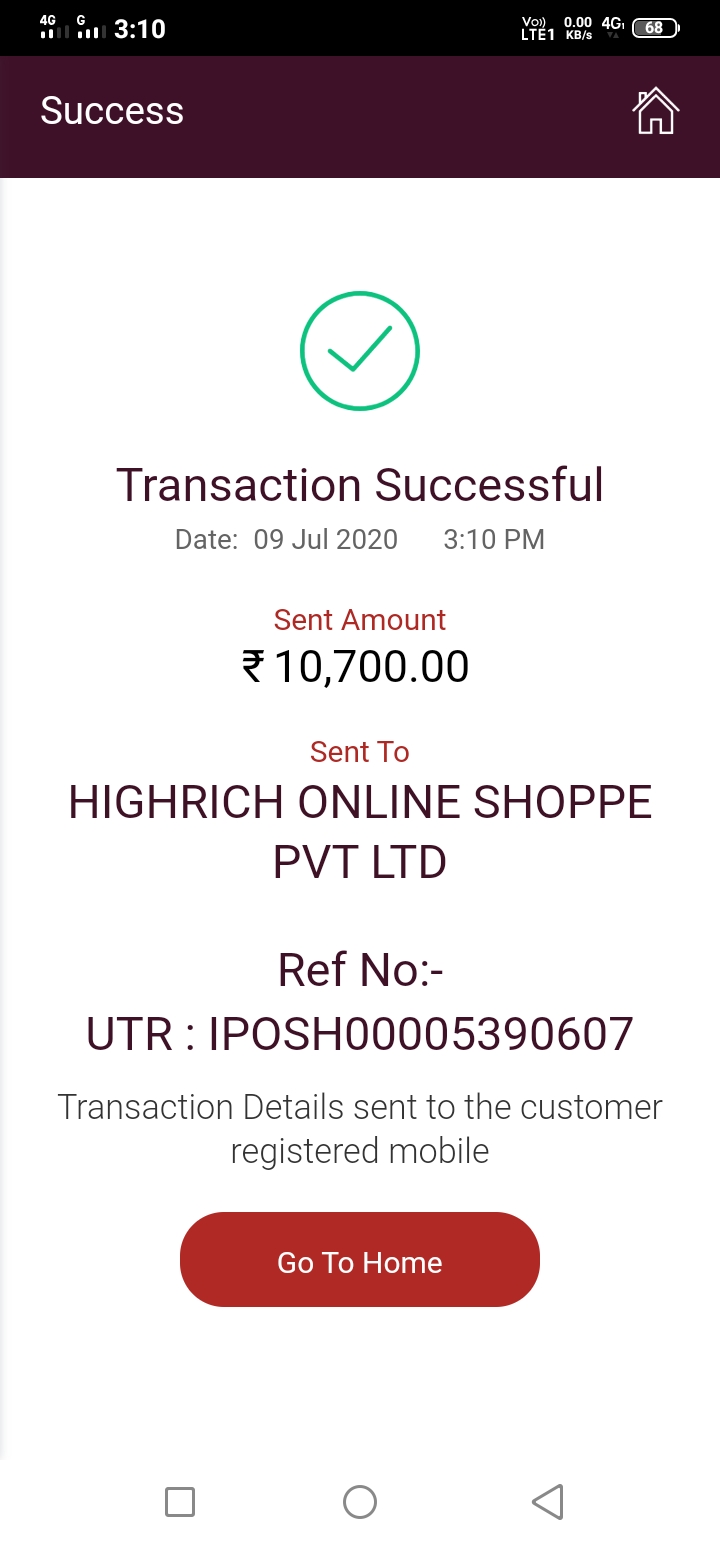 4G G 3:10 Vo)) LTE1 0.00 KB/s 4G1 68
Success
Transaction Successful
Date: 09 Jul 2020 3:10 PM
Sent Amount
₹ 10,700.00
Sent To
HIGHRICH ONLINE SHOPPE
PVT LTD
Ref No:-
UTR : IPOSH00005390607
Transaction Details sent to the customer
registered mobile
Go To Home